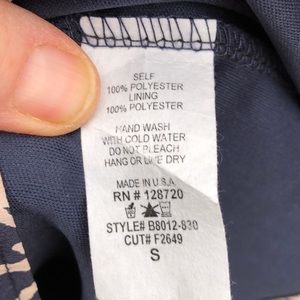 SELF
100% POLYESTER
LINING
100% POLYESTER
HAND WASH
WITH COLD WATER
DO NOT BLEACH
HANG OR LINE DRY
MADE IN U.S.A.
RN # 128720
STYLE# B8012-830
CUT# F2649
S